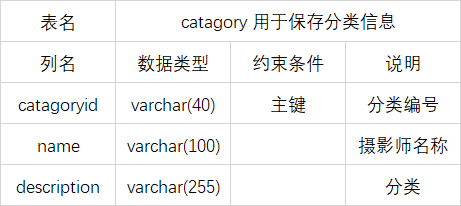 表名 catagory 用于保存分类信息
列名 数据类型 约束条件 说明
catagoryid varchar(40) 主键 分类编号
name varchar(100) 摄影师名称
description varchar(255) 分类